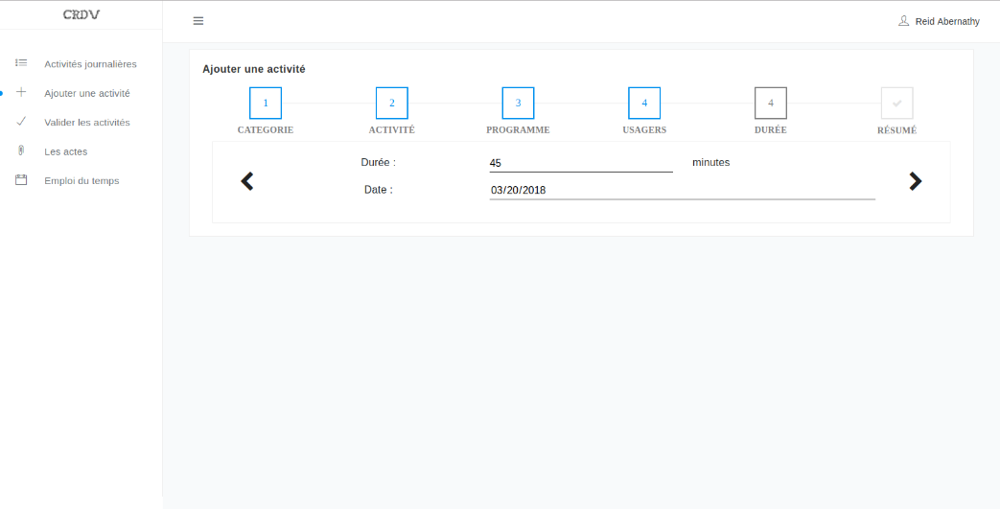 CRDV
Reid Abernathy
Activités journalières
Ajouter une activité
Valider les activités
Les actes
Emploi du temps
Ajouter une activité
1 2 3 4 4
CATEGORIE ACTIVITÉ PROGRAMME USAGERS DURÉE RÉSUMÉ
Durée : 45 minutes
Date : 03/20/2018